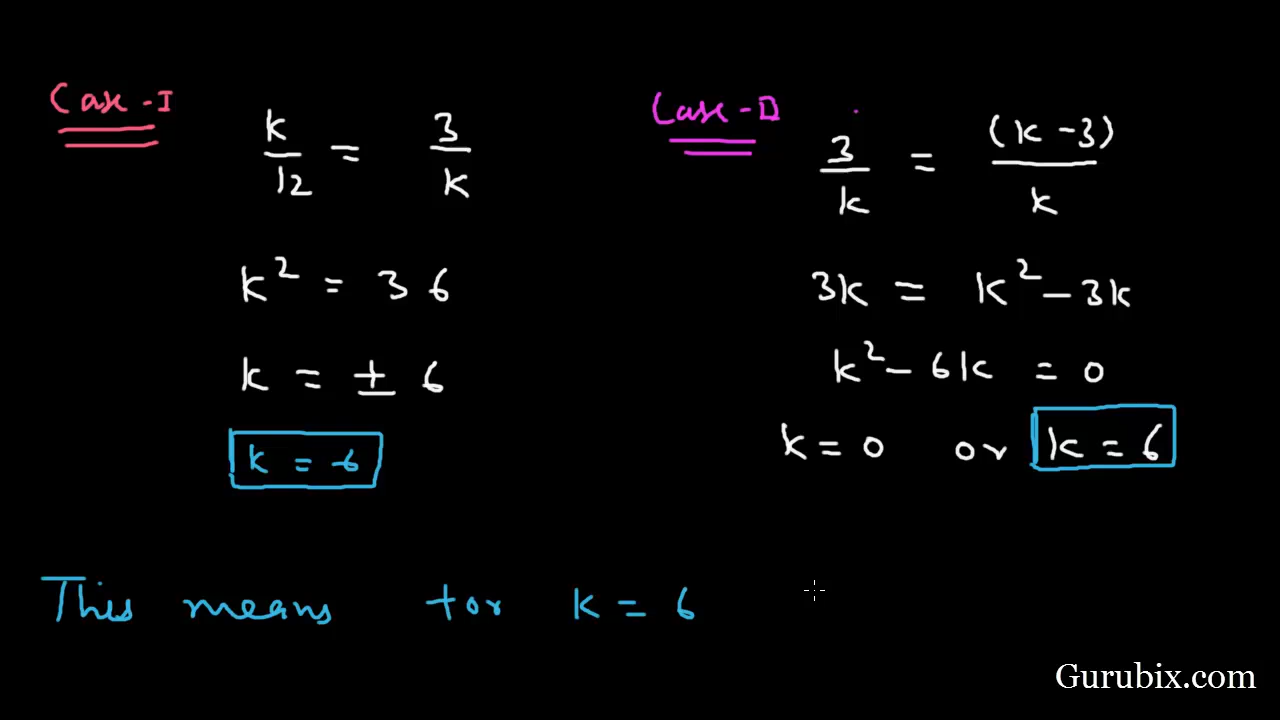 Case - I
k/12 = 3/k
k² = 36
k = ± 6
k = 6
Case - II
3/k = (k - 3)/k
3k = k² - 3k
k² - 6k = 0
k = 0 or k = 6
This means for k = 6
Gurubix.com